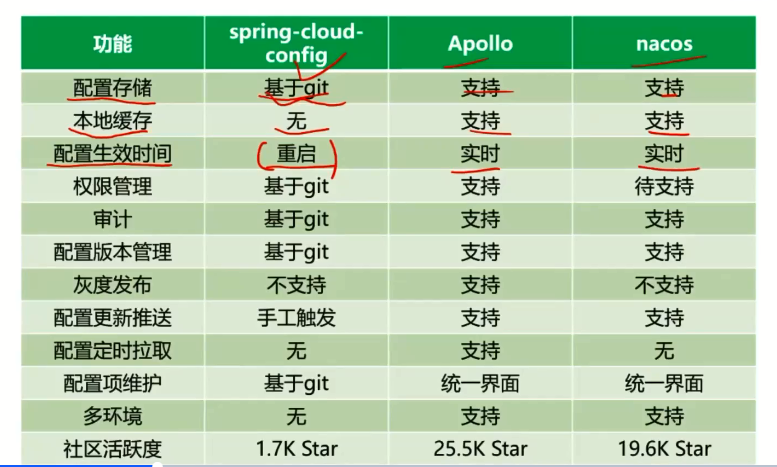 功能 spring-cloud-config Apollo nacos
配置存储 基于git 支持 支持
本地缓存 无 支持 支持
配置生效时间 重启 实时 实时
权限管理 基于git 支持 待支持
审计 基于git 支持 支持
配置版本管理 基于git 支持 支持
灰度发布 不支持 支持 不支持
配置更新推送 手工触发 支持 支持
配置定时拉取 无 支持 无
配置项维护 基于git 统一界面 统一界面
多环境 无 支持 支持
社区活跃度 1.7K Star 25.5K Star 19.6K Star